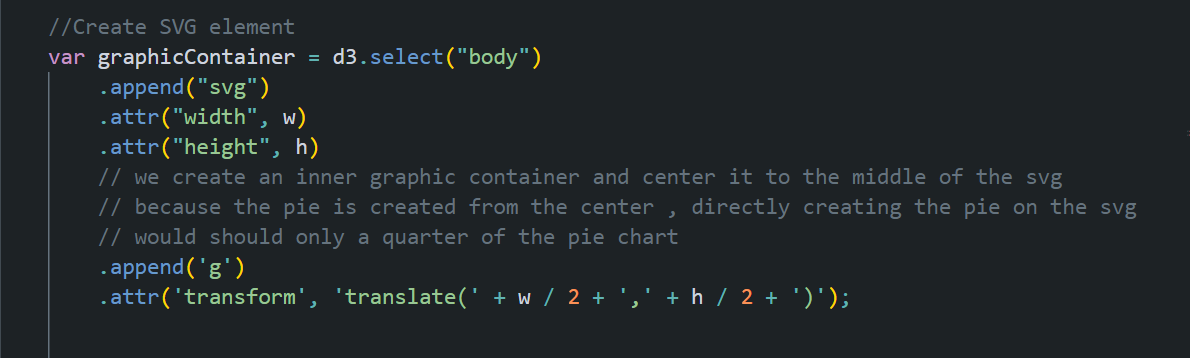 //Create SVG element
var graphicContainer = d3.select("body")
.append("svg")
.attr("width", w)
.attr("height", h)
// we create an inner graphic container and center it to the middle of the svg
// because the pie is created from the center , directly creating the pie on the svg
// would should only a quarter of the pie chart
.append('g')
.attr('transform', 'translate(' + w / 2 + ',' + h / 2 + ')');